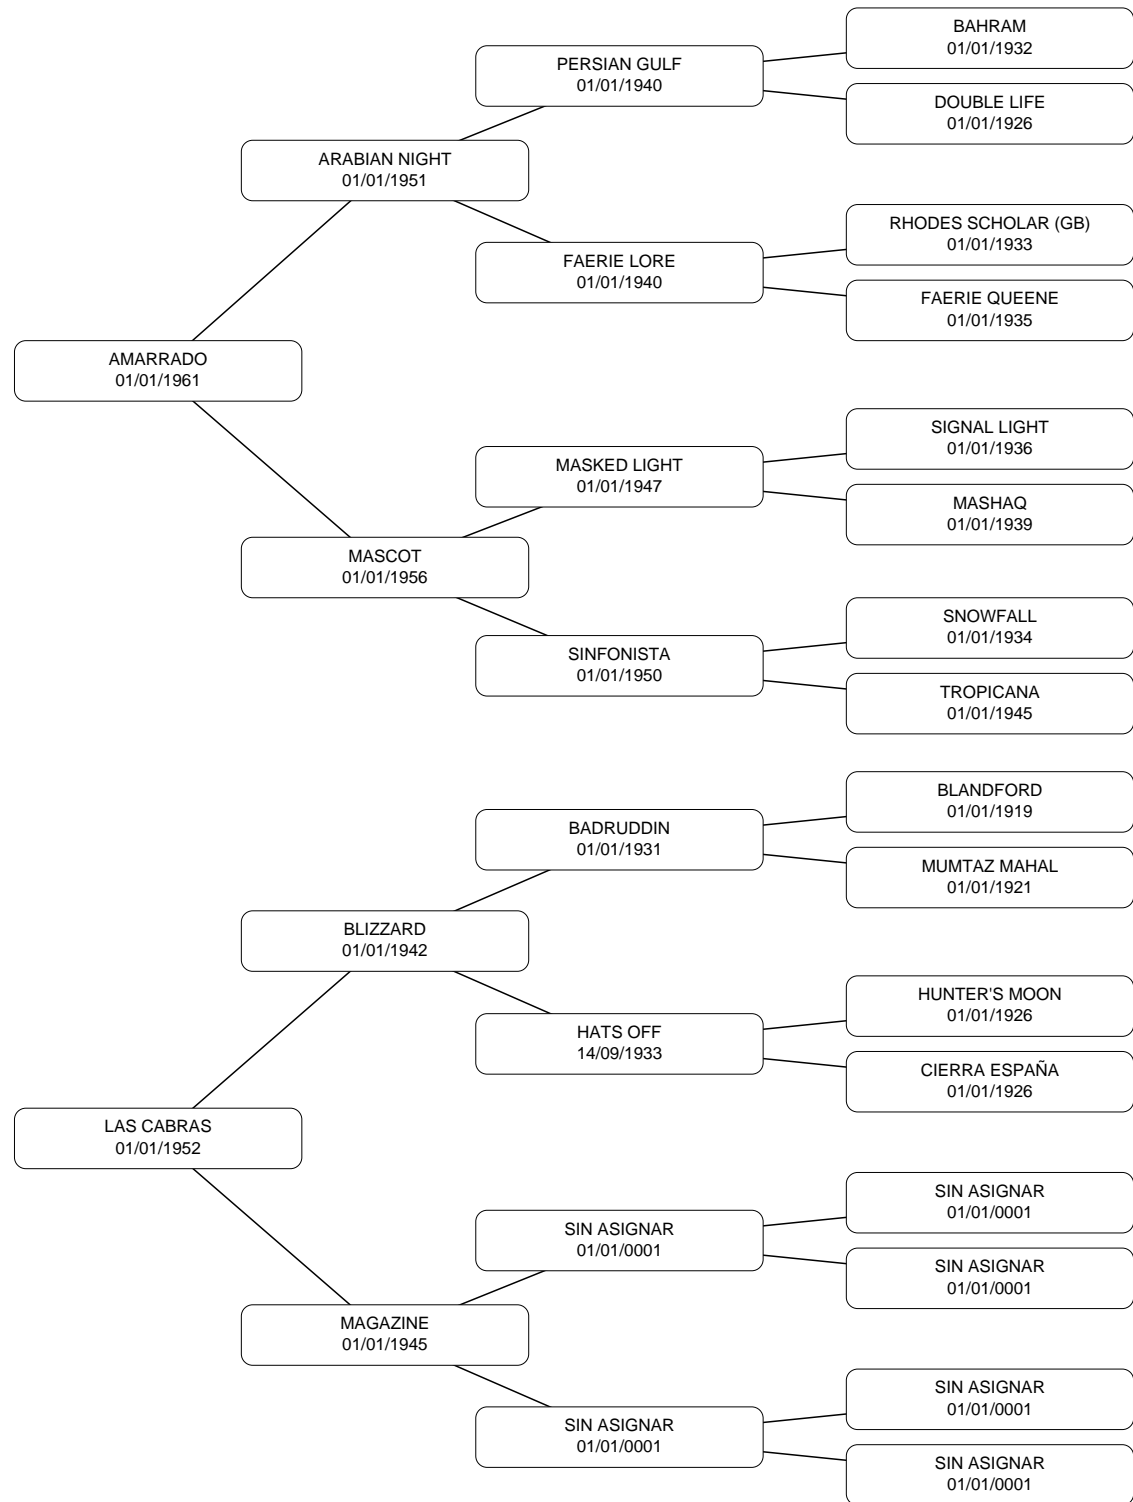 BAHRAM
01/01/1932
PERSIAN GULF
01/01/1940
DOUBLE LIFE
01/01/1926
ARABIAN NIGHT
01/01/1951
RHODES SCHOLAR (GB)
01/01/1933
FAERIE LORE
01/01/1940
FAERIE QUEENE
01/01/1935
AMARRADO
01/01/1961
SIGNAL LIGHT
01/01/1936
MASKED LIGHT
01/01/1947
MASHAQ
01/01/1939
MASCOT
01/01/1956
SNOWFALL
01/01/1934
SINFONISTA
01/01/1950
TROPICANA
01/01/1945
BLANDFORD
01/01/1919
BADRUDDIN
01/01/1931
MUMTAZ MAHAL
01/01/1921
BLIZZARD
01/01/1942
HUNTER'S MOON
01/01/1926
HATS OFF
14/09/1933
CIERRA ESPAÑA
01/01/1926
LAS CABRAS
01/01/1952
SIN ASIGNAR
01/01/0001
SIN ASIGNAR
01/01/0001
SIN ASIGNAR
01/01/0001
MAGAZINE
01/01/1945
SIN ASIGNAR
01/01/0001
SIN ASIGNAR
01/01/0001
SIN ASIGNAR
01/01/0001